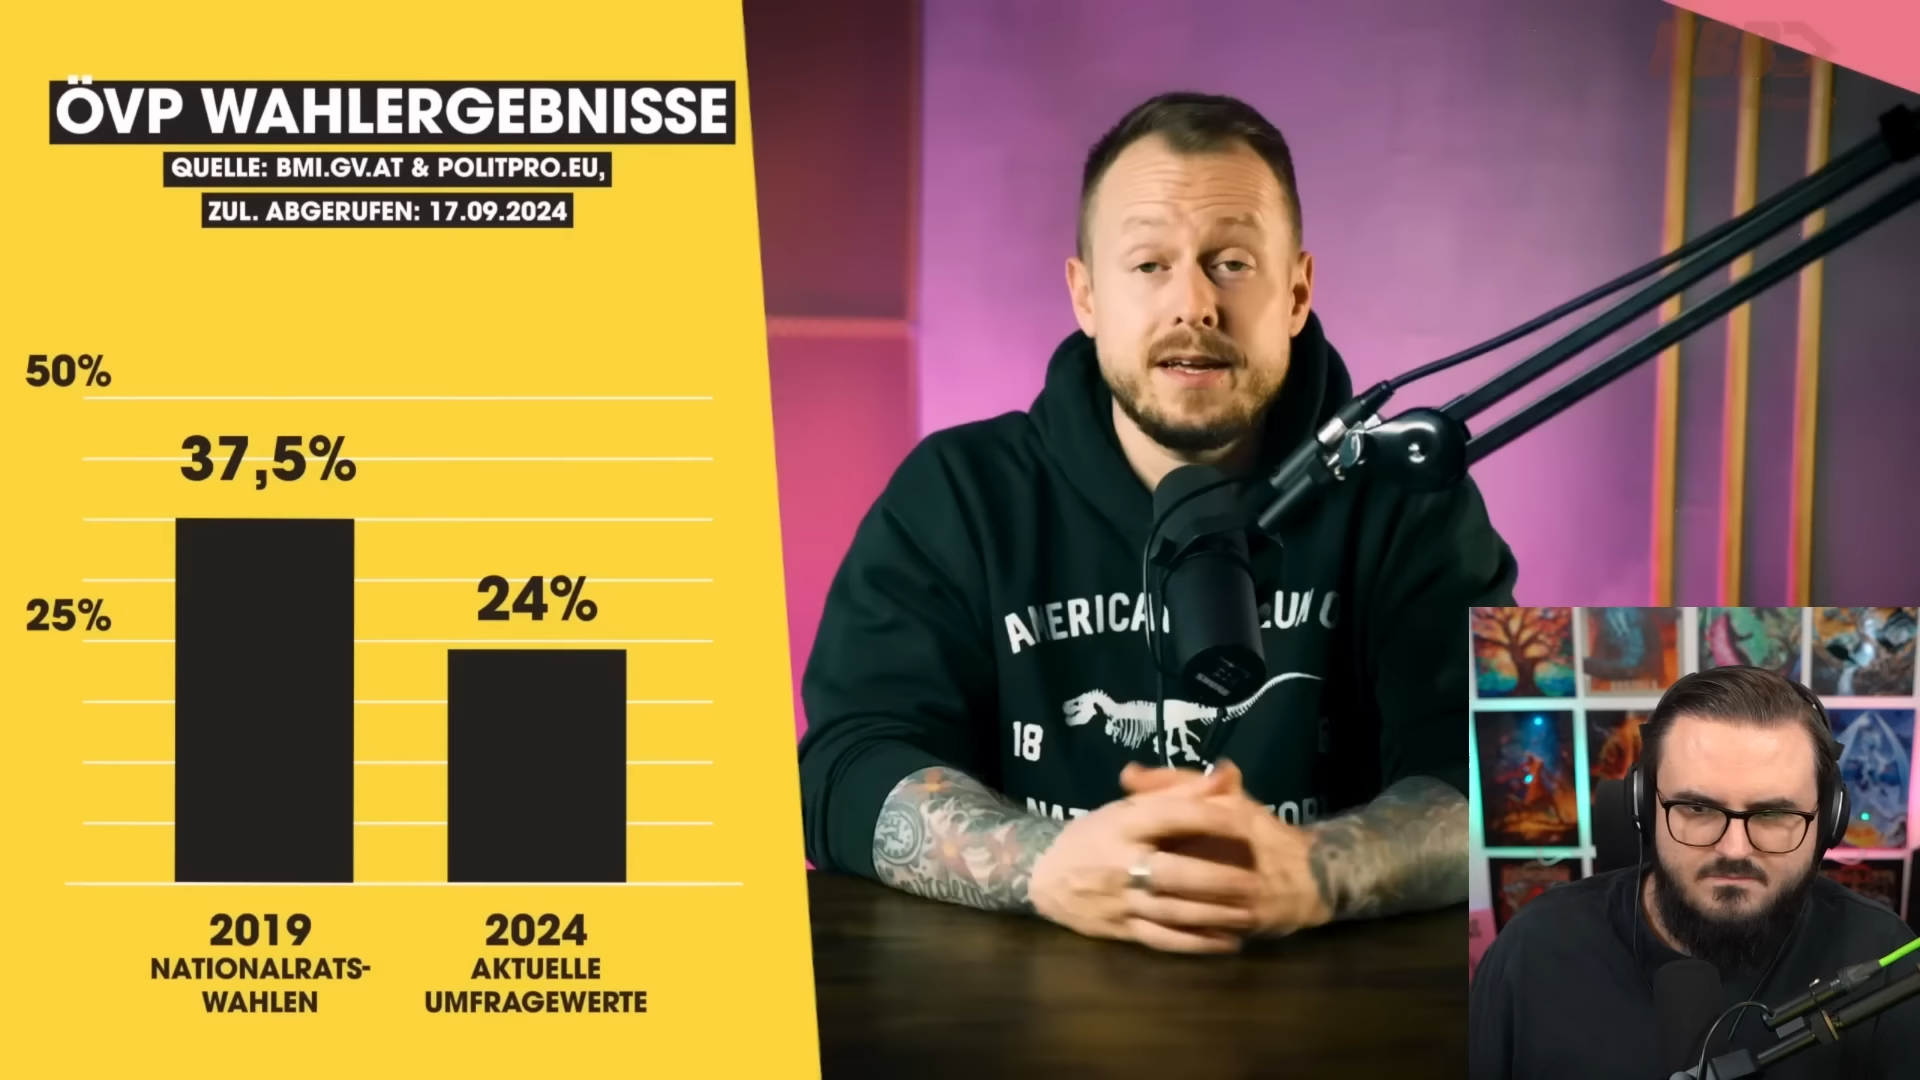 ÖVP WAHLERGEBNISSE
QUELLE: BMI.GV.AT & POLITPRO.EU,
ZUL. ABGERUFEN: 17.09.2024
50%
37,5%
24%
25%
2019
NATIONALRATS-
WAHLEN
2024
AKTUELLE
UMFRAGEWERTE
18